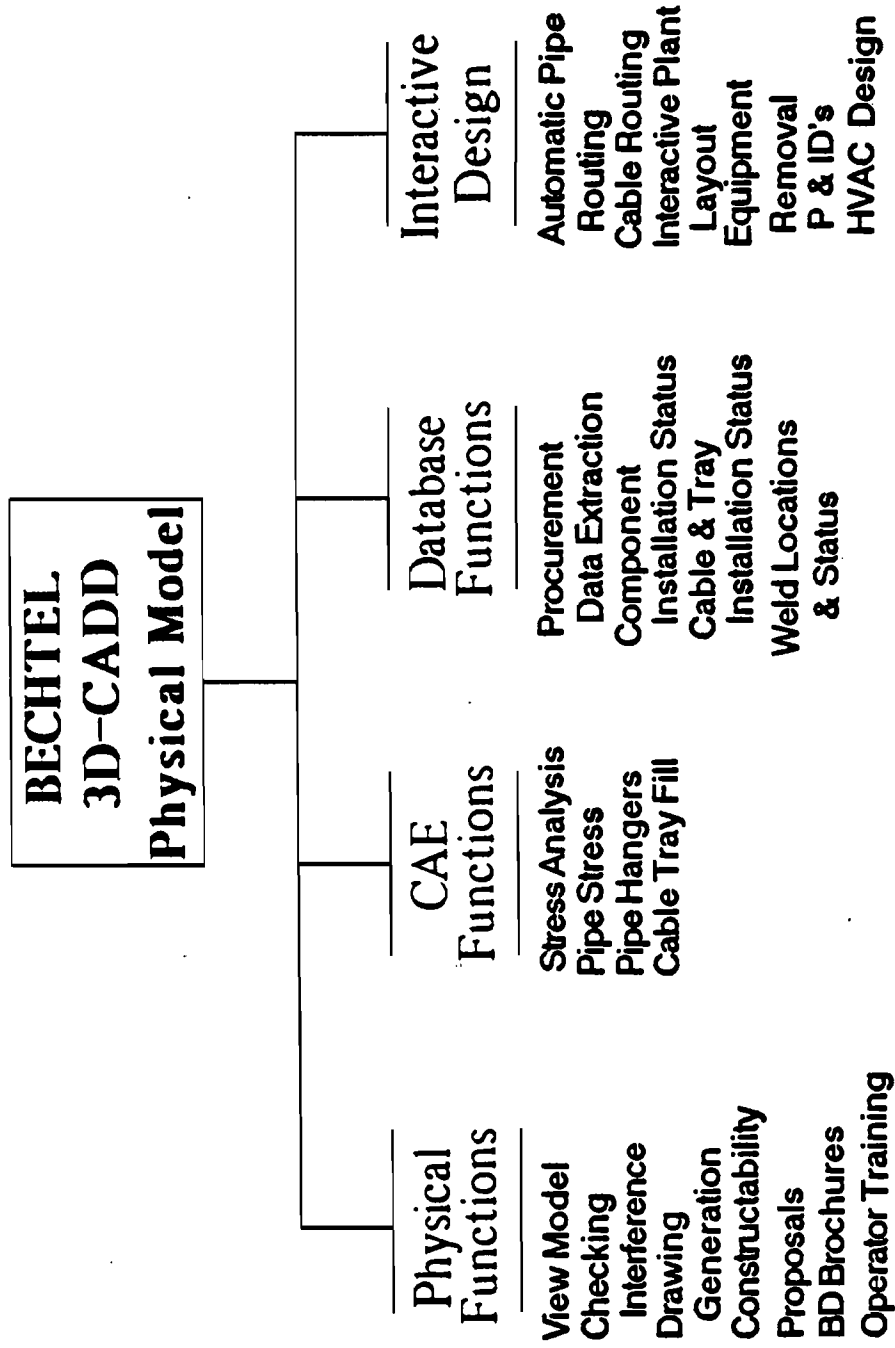 BECHTEL
3D-CADD
Physical Model
Physical
Functions
View Model
Checking
Interference
Drawing
Generation
Constructability
Proposals
BD Brochures
Operator Training
CAE
Functions
Stress Analysis
Pipe Stress
Pipe Hangers
Cable Tray Fill
Database
Functions
Procurement
Data Extraction
Component
Installation Status
Cable & Tray
Installation Status
Weld Locations
& Status
Interactive
Design
Automatic Pipe
Routing
Cable Routing
Interactive Plant
Layout
Equipment
Removal
P & ID's
HVAC Design